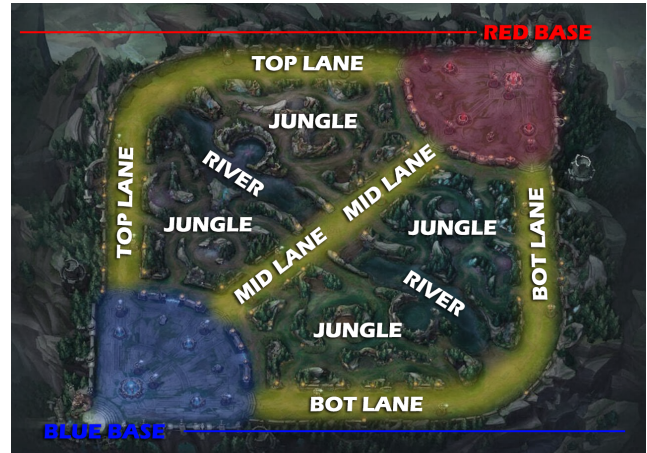 RED BASE
TOP LANE
JUNGLE
RIVER
MID LANE
TOP LANE
JUNGLE
JUNGLE
BOT LANE
MID LANE
RIVER
JUNGLE
BOT LANE
BLUE BASE